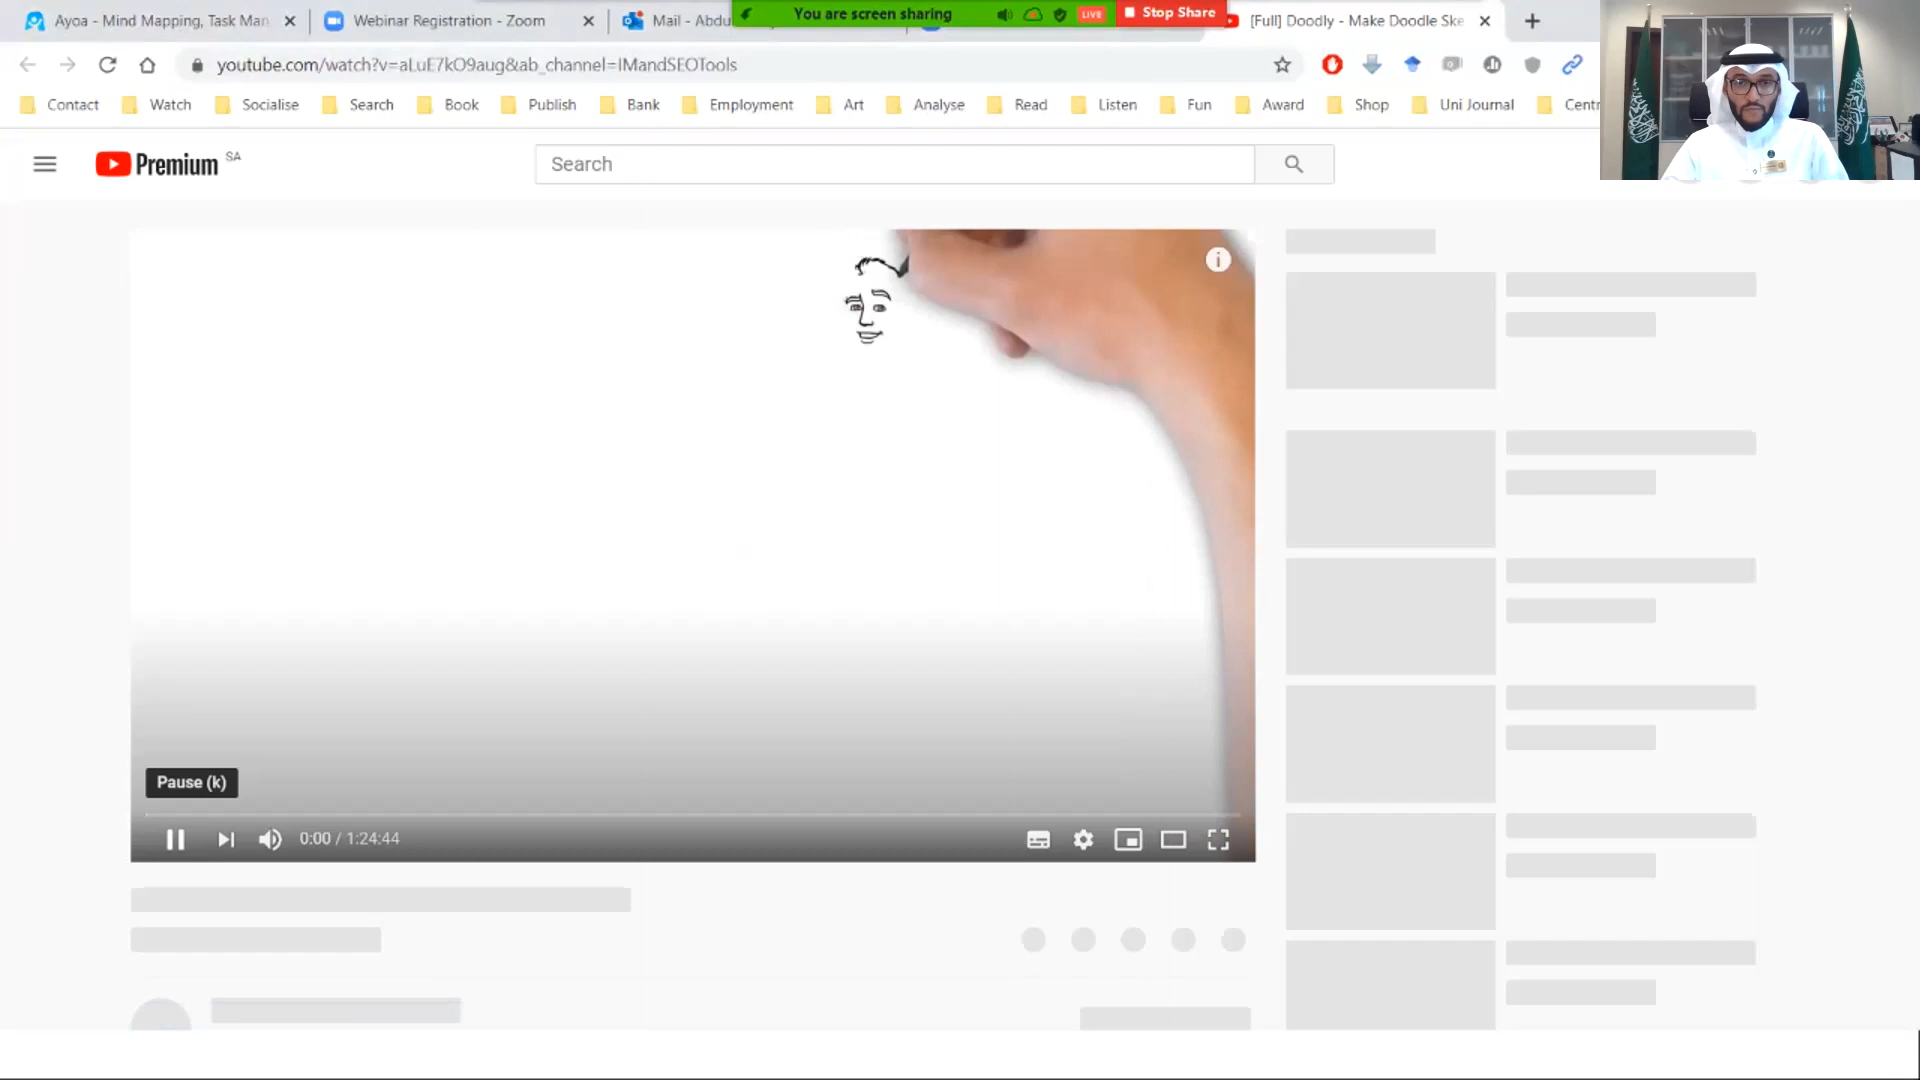 Ayoa - Mind Mapping, Task Man
Webinar Registration - Zoom
Mail - Abdu
You are screen sharing
LIVE
Stop Share
[Full] Doodly - Make Doodle Ske
youtube.com/watch?v=aLuE7kO9aug&ab_channel=IMandSEOTools
Contact
Watch
Socialise
Search
Book
Publish
Bank
Employment
Art
Analyse
Read
Listen
Fun
Award
Shop
Uni Journal
Centr
Premium SA
Search
Pause (k)
0:00 / 1:24:44